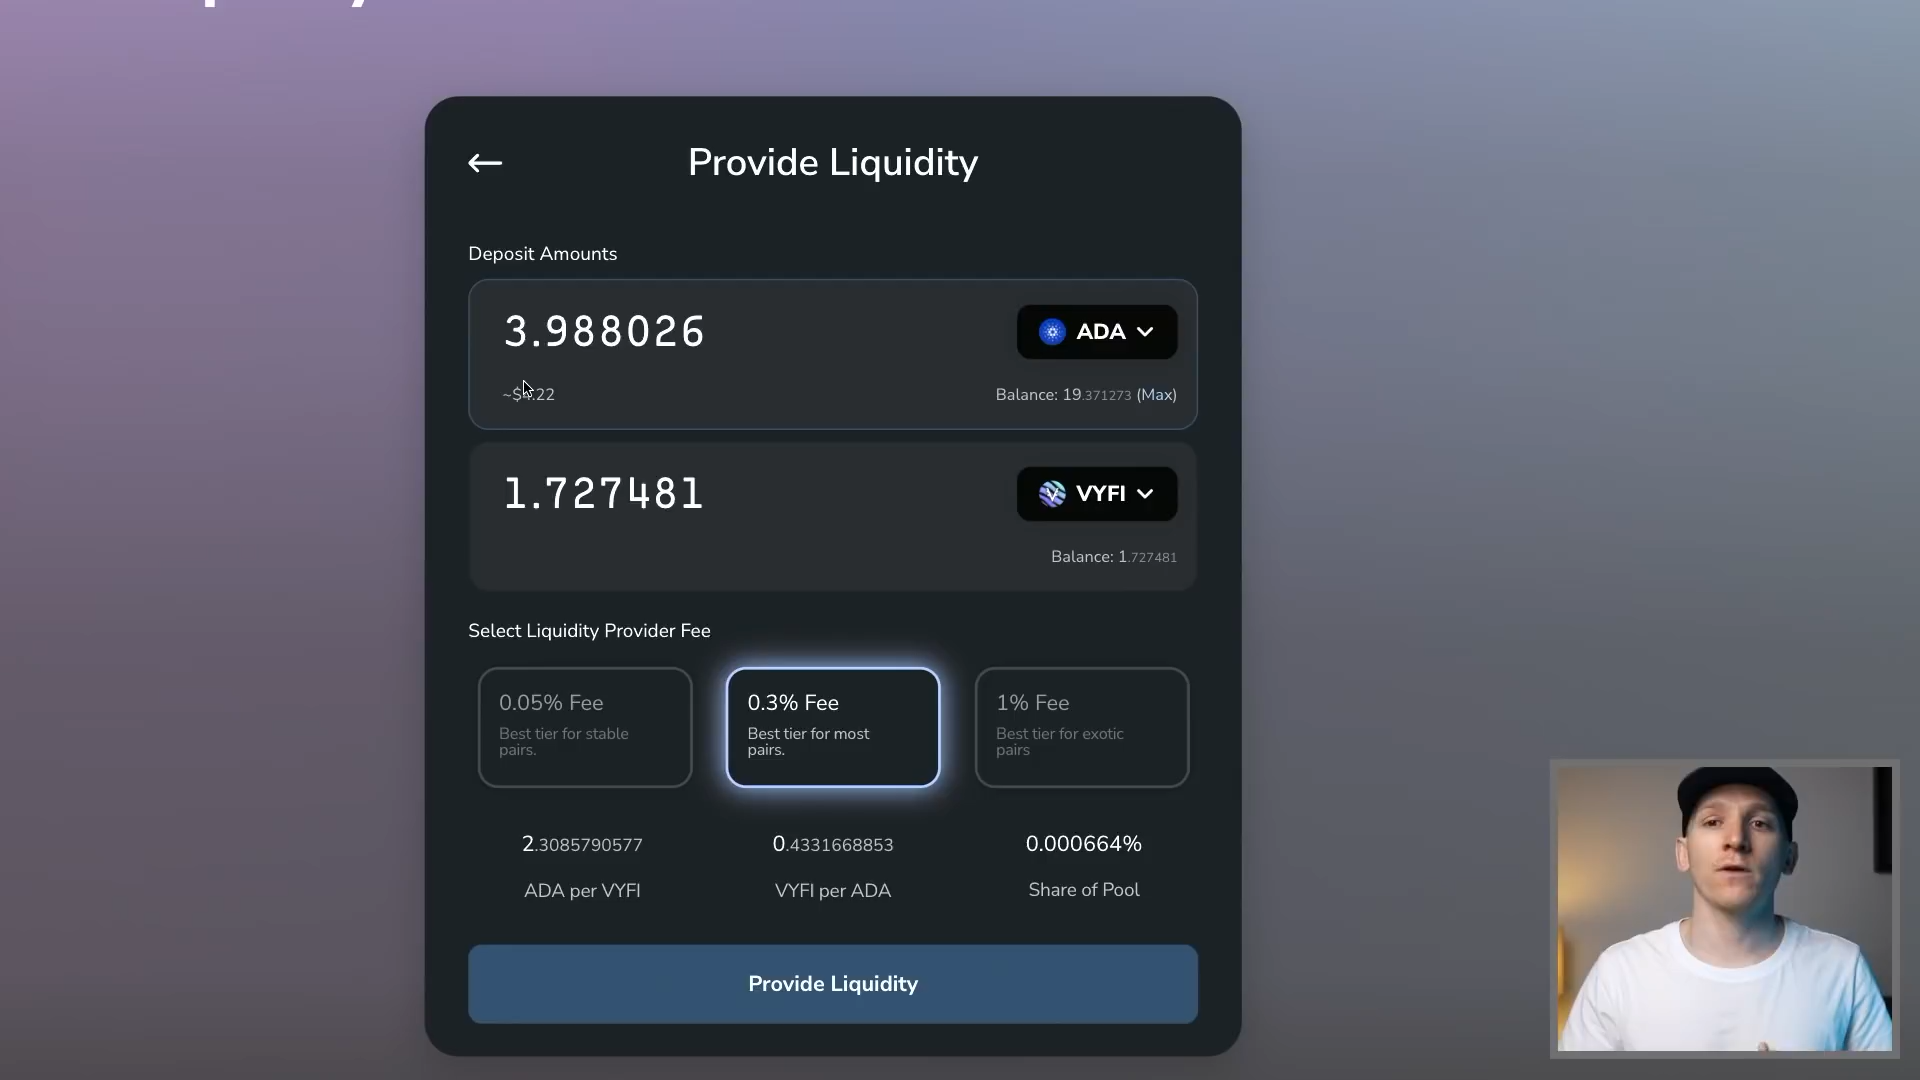 Provide Liquidity
Deposit Amounts
3.988026
ADA
Balance: 19.371273 (Max)
1.727481
VYFI
Balance: 1.727481
Select Liquidity Provider Fee
0.05% Fee
Best tier for stable
pairs.
0.3% Fee
Best tier for most
pairs.
1% Fee
Best tier for exotic
pairs
2.3085790577
ADA per VYFI
0.4331668853
VYFI per ADA
0.000664%
Share of Pool
Provide Liquidity